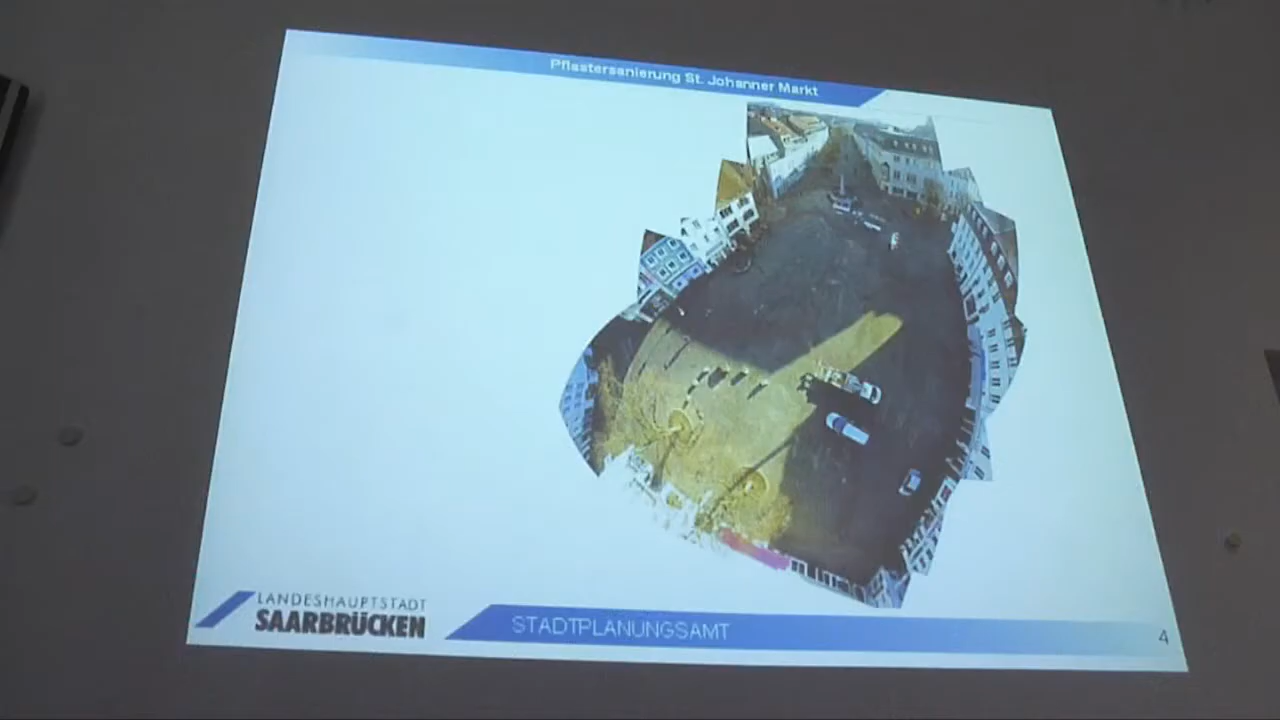 Pflastersanierung St. Johanner Markt
LANDESHAUPTSTADT
SAARBRÜCKEN
STADTPLANUNGSAMT
4